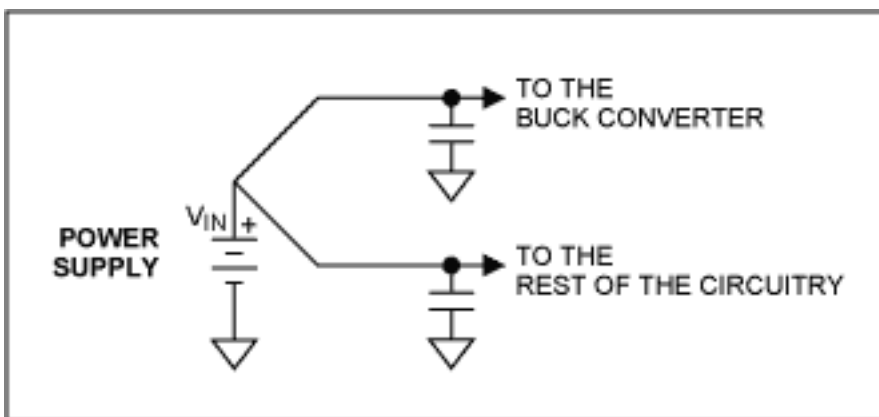 TO THE
BUCK CONVERTER
VIN +
POWER
SUPPLY
TO THE
REST OF THE CIRCUITRY